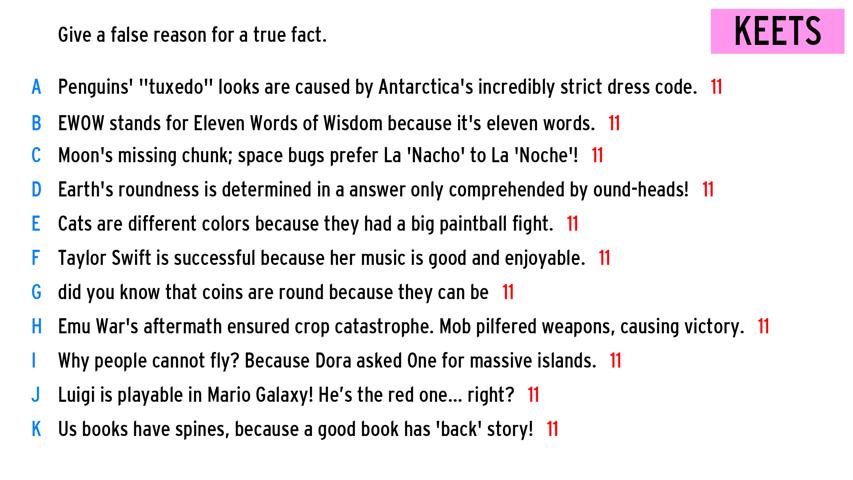 Give a false reason for a true fact.
KEETS
A Penguins' "tuxedo" looks are caused by Antarctica's incredibly strict dress code. 11
B EWOW stands for Eleven Words of Wisdom because it's eleven words. 11
C Moon's missing chunk; space bugs prefer La 'Nacho' to La 'Noche'! 11
D Earth's roundness is determined in a answer only comprehended by ound-heads! 11
E Cats are different colors because they had a big paintball fight. 11
F Taylor Swift is successful because her music is good and enjoyable. 11
G did you know that coins are round because they can be 11
H Emu War's aftermath ensured crop catastrophe. Mob pilfered weapons, causing victory. 11
I Why people cannot fly? Because Dora asked One for massive islands. 11
J Luigi is playable in Mario Galaxy! He’s the red one... right? 11
K Us books have spines, because a good book has 'back' story! 11